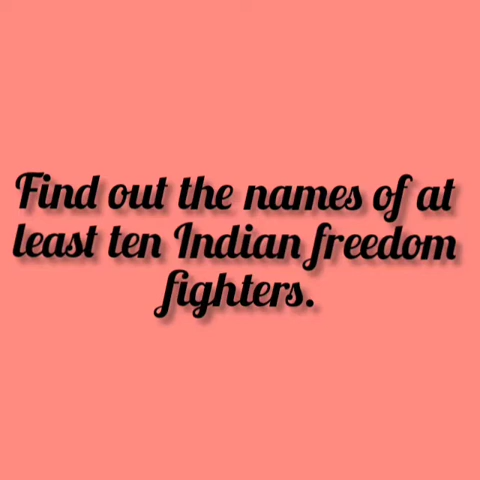 Find out the names of at
least ten Indian freedom
fighters.